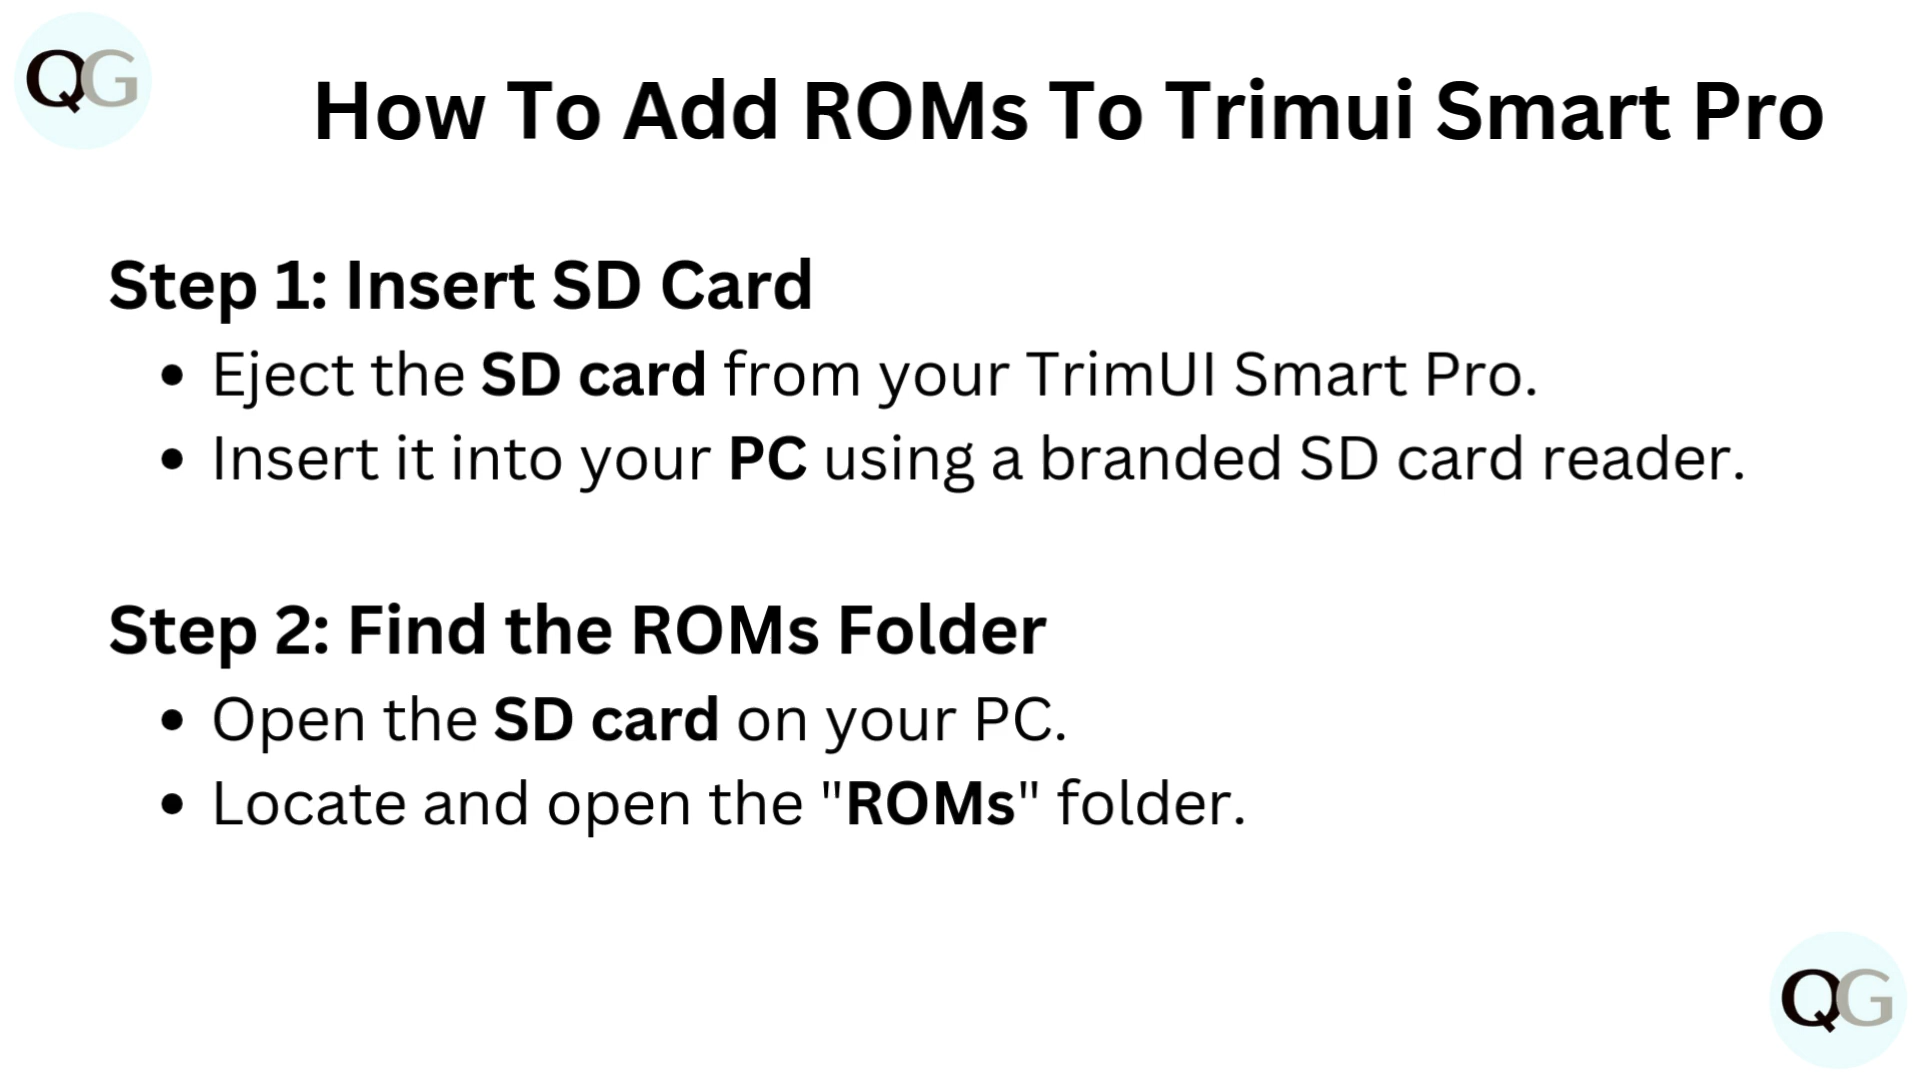 QG
How To Add ROMs To Trimui Smart Pro
Step 1: Insert SD Card
• Eject the SD card from your TrimUI Smart Pro.
• Insert it into your PC using a branded SD card reader.
Step 2: Find the ROMs Folder
• Open the SD card on your PC.
• Locate and open the "ROMs" folder.
QG